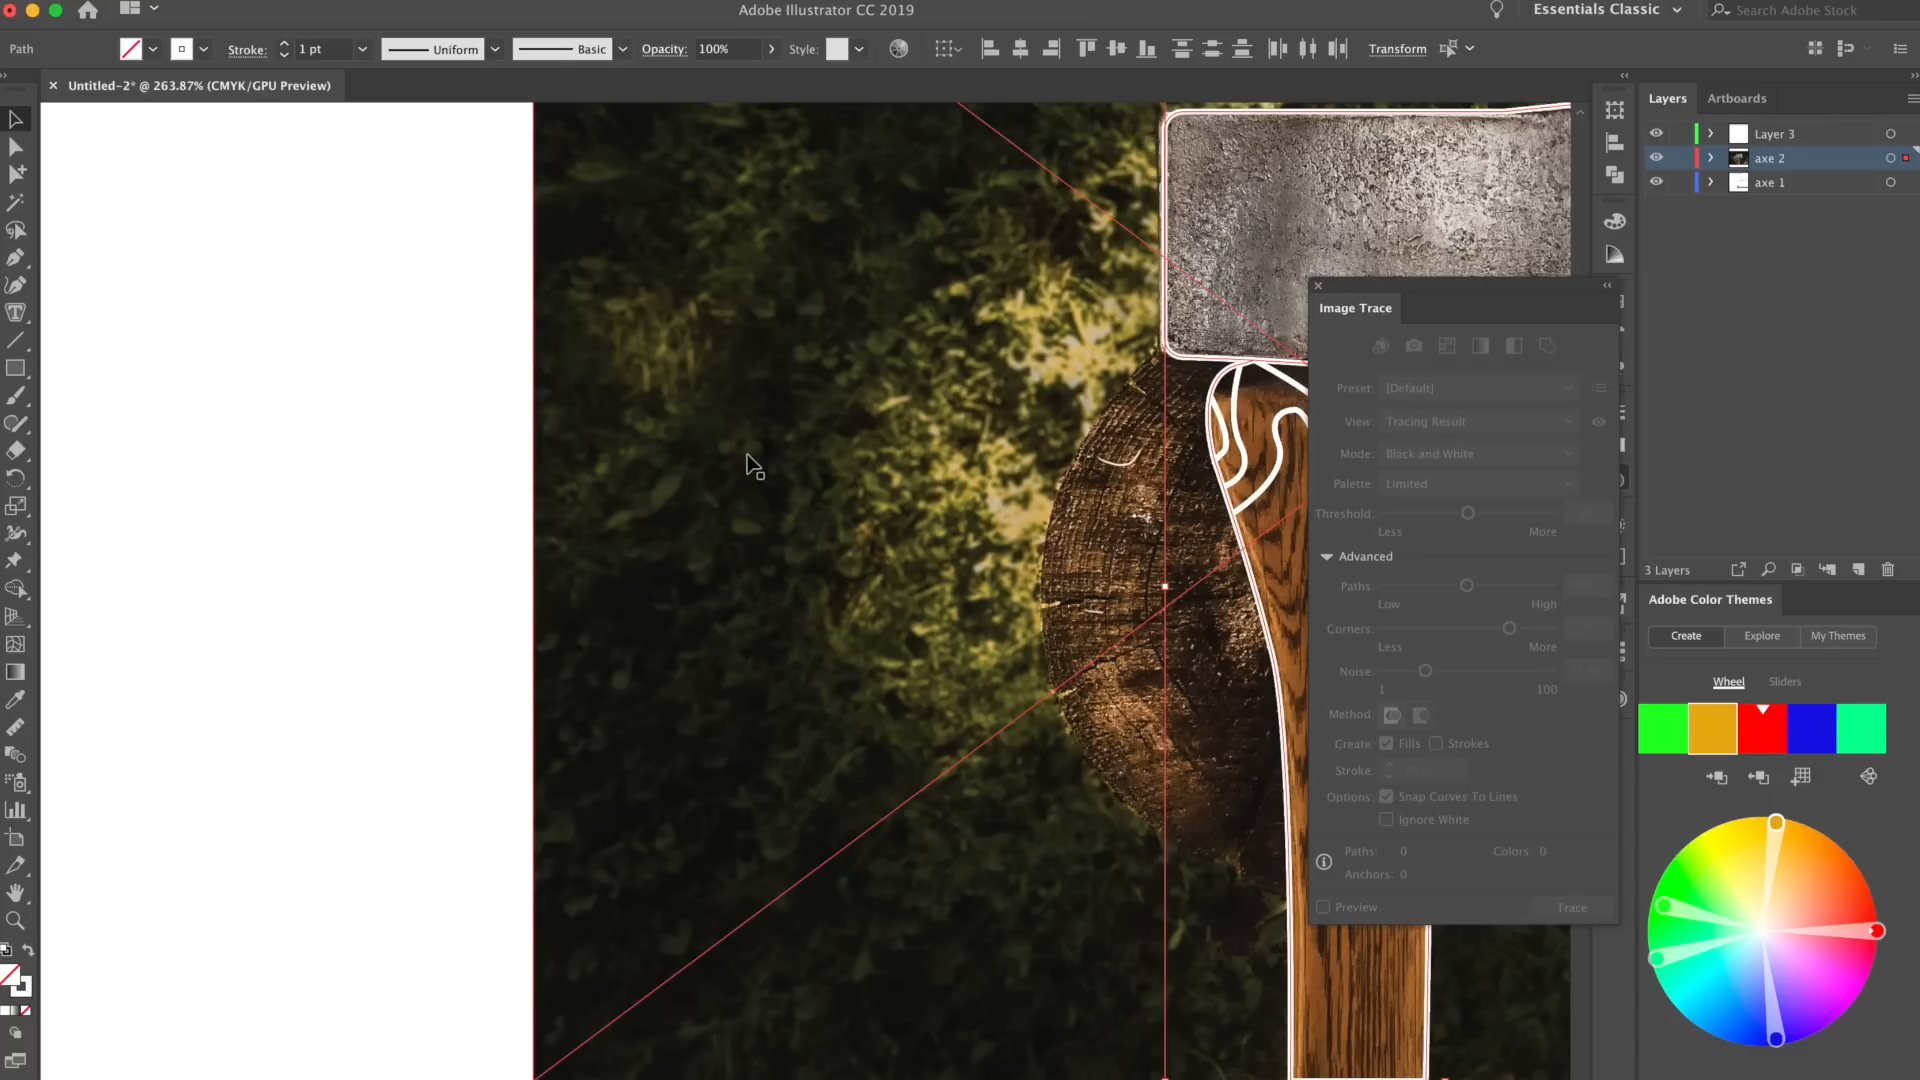 Adobe Illustrator CC 2019
Essentials Classic
Search Adobe Stock
Path
Stroke:
1 pt
Uniform
Basic
Opacity:
100%
Style:
Transform
Untitled-2* @ 263.87% (CMYK/GPU Preview)
Layers
Artboards
Layer 3
axe 2
axe 1
3 Layers
Image Trace
Preset: [Default]
View: Tracing Result
Mode: Black and White
Palette: Limited
Threshold:
Less More
Advanced
Paths:
Low High
Corners:
Less More
Noise:
1 100
Method:
Create: Fills Strokes
Stroke:
Options: Snap Curves To Lines
Ignore White
Paths: 0 Colors: 0
Anchors: 0
Preview Trace
Adobe Color Themes
Create Explore My Themes
Wheel Sliders